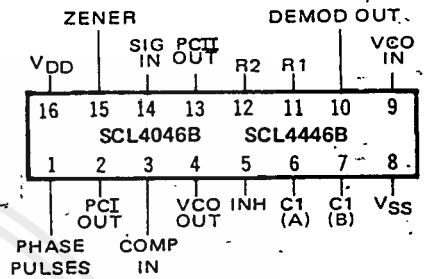 ZENER DEMOD OUT
VDD SIG IN PCII OUT R2 R1 VCO IN
16 15 14 13 12 11 10 9
SCL4046B SCL4446B
1 2 3 4 5 6 7 8
PCI OUT VCO OUT INH C1 (A) C1 (B) VSS
PHASE PULSES COMP IN